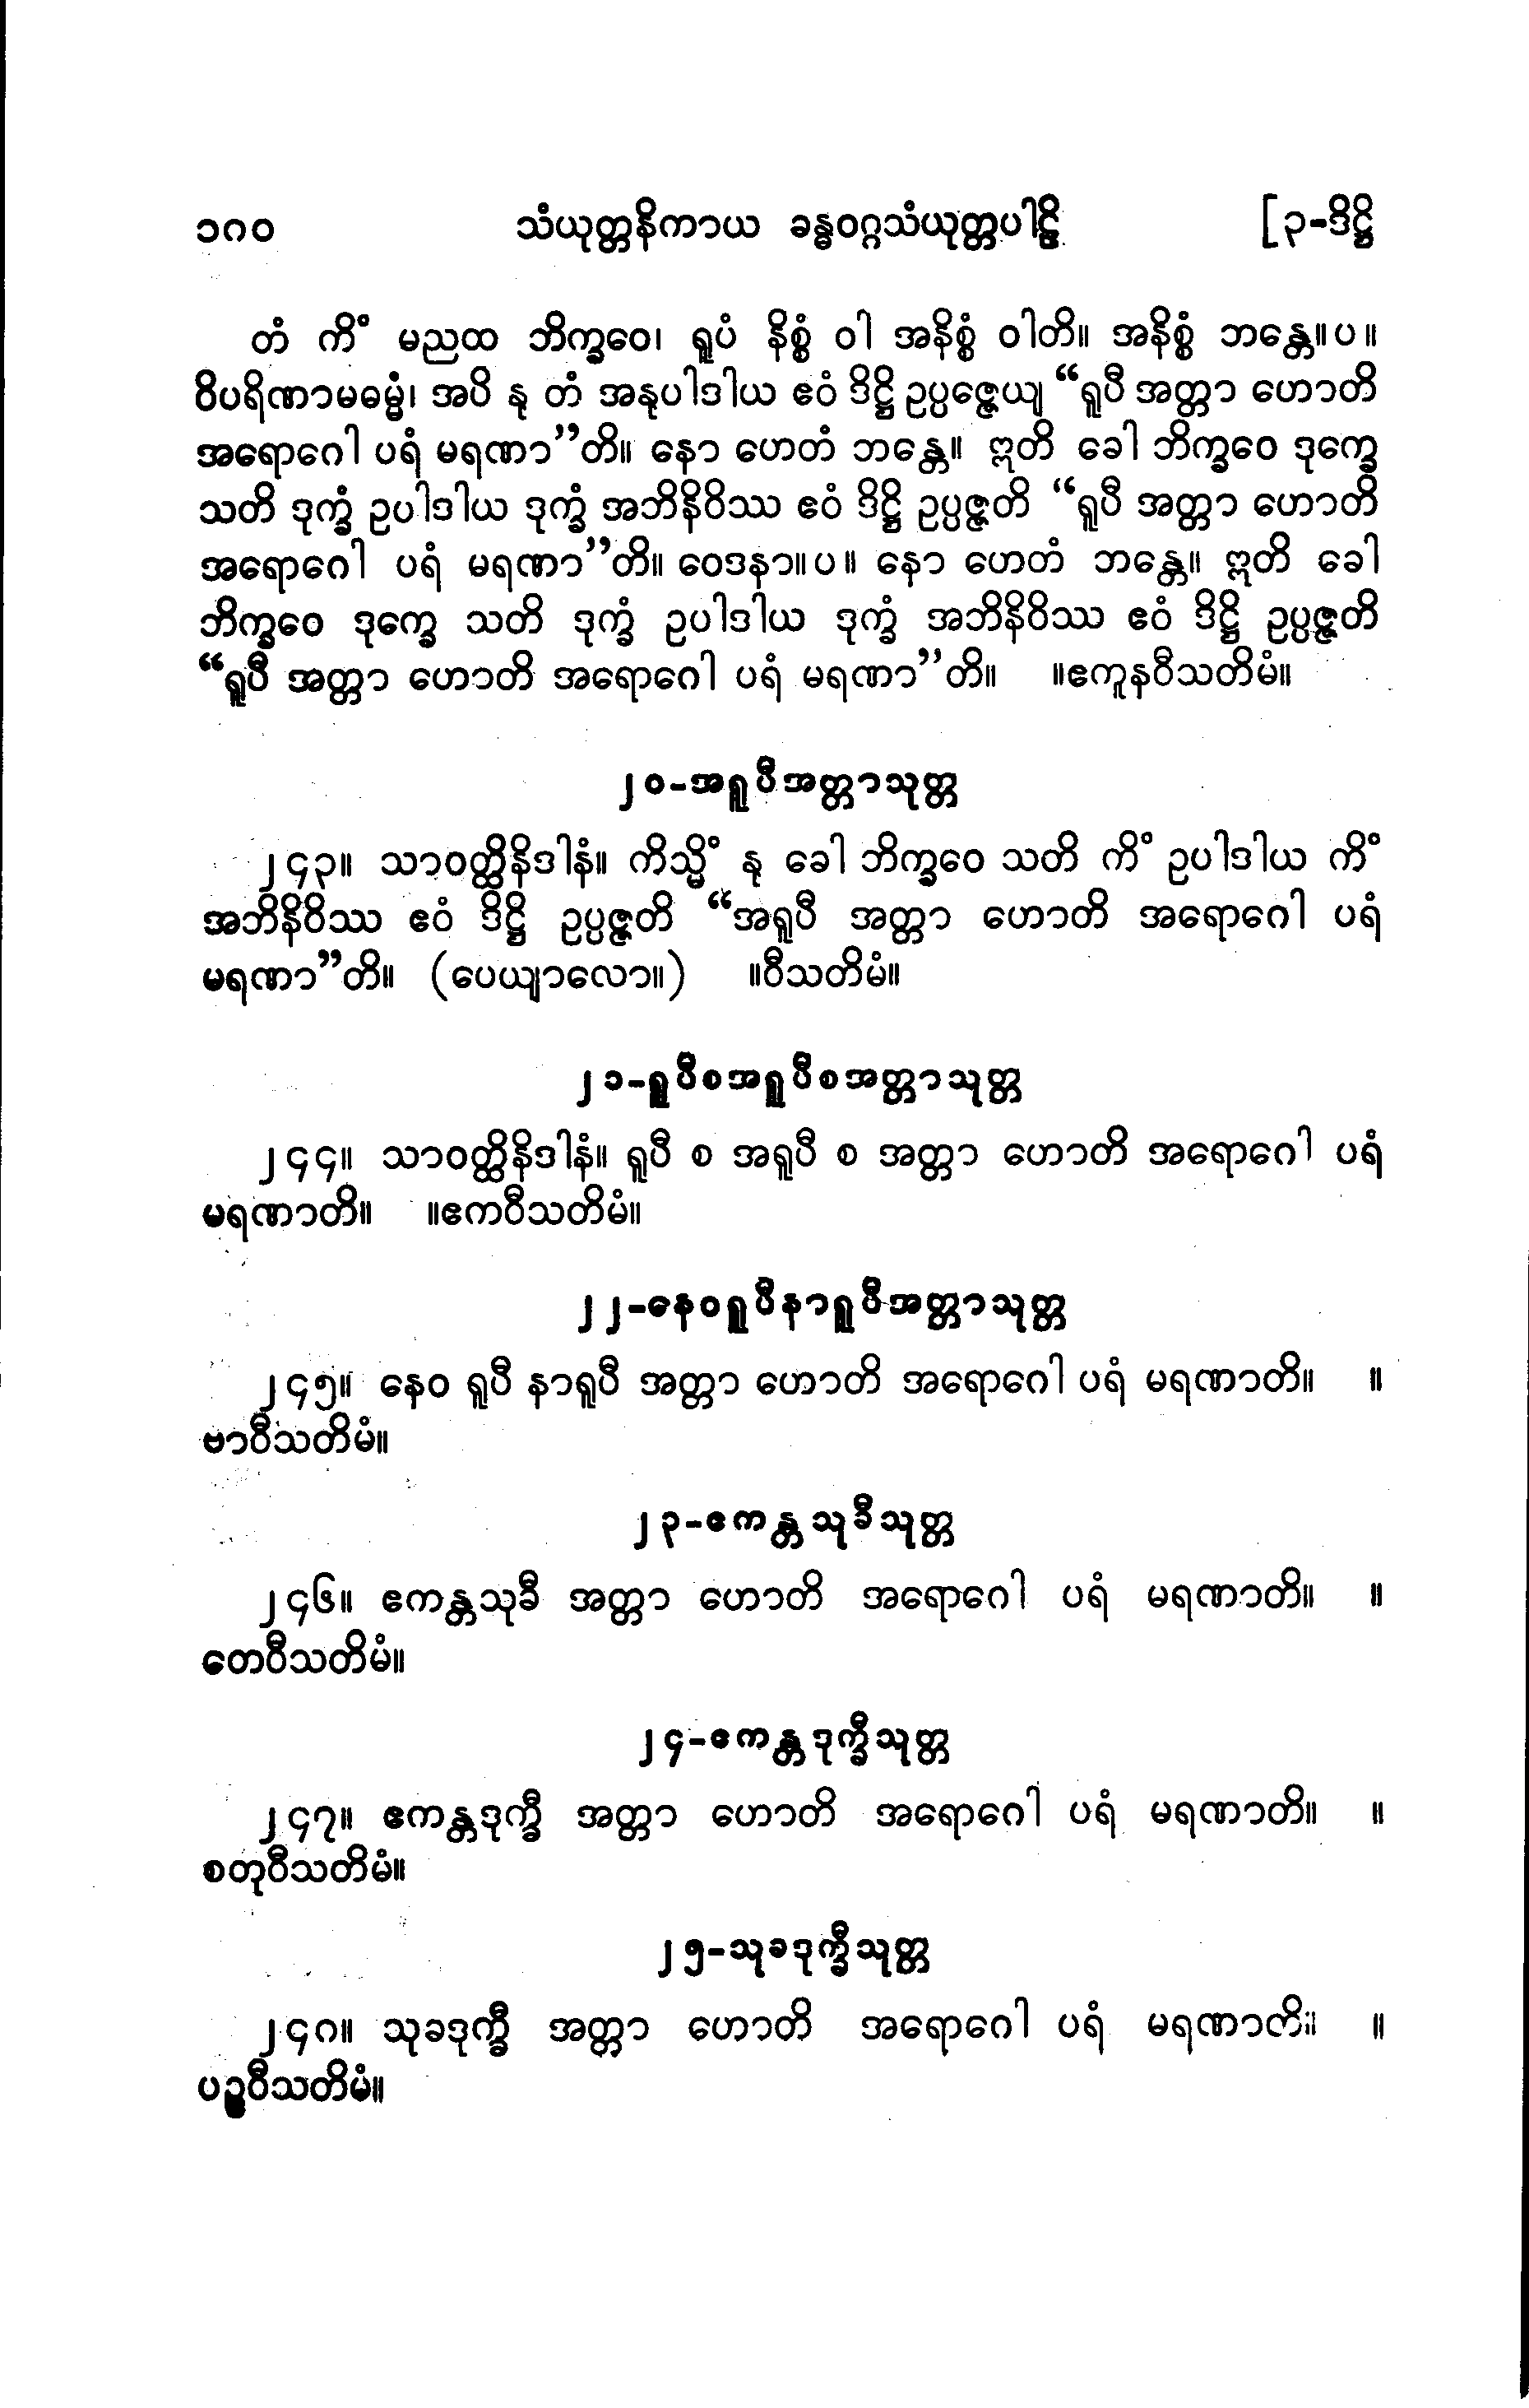 ၁၈၀ သံယုတ္တနိကာယ ခန္ဓဝဂ္ဂသံယုတ္တပါဠိ [၃-ဒိဋ္ဌိ
တံ ကိံ မညထ ဘိက္ခဝေ၊ ရူပံ နိစ္စံ ဝါ အနိစ္စံ ဝါတိ။ အနိစ္စံ ဘန္တေ။ပ။
ဝိပရိဏာမဓမ္မံ၊ အပိ နု တံ အနုပါဒါယ ဧဝံ ဒိဋ္ဌိ ဥပ္ပဇ္ဇေယျ “ရူပီ အတ္တာ ဟောတိ
အရောဂေါ ပရံ မရဏာ”တိ။ နော ဟေတံ ဘန္တေ။ ဣတိ ခေါ ဘိက္ခဝေ ဒုက္ခေ
သတိ ဒုက္ခံ ဥပါဒါယ ဒုက္ခံ အဘိနိဝိဿ ဧဝံ ဒိဋ္ဌိ ဥပ္ပဇ္ဇတိ “ရူပီ အတ္တာ ဟောတိ
အရောဂေါ ပရံ မရဏာ”တိ။ ဝေဒနာ။ပ။ နော ဟေတံ ဘန္တေ။ ဣတိ ခေါ
ဘိက္ခဝေ ဒုက္ခေ သတိ ဒုက္ခံ ဥပါဒါယ ဒုက္ခံ အဘိနိဝိဿ ဧဝံ ဒိဋ္ဌိ ဥပ္ပဇ္ဇတိ
“ရူပီ အတ္တာ ဟောတိ အရောဂေါ ပရံ မရဏာ”တိ။ ။ဧကူနဝီသတိမံ။
၂၀-အရူပီအတ္တာသုတ္တ
၂၄၃။ သာဝတ္ထိနိဒါနံ။ ကိသ္မိံ နု ခေါ ဘိက္ခဝေ သတိ ကိံ ဥပါဒါယ ကိံ
အဘိနိဝိဿ ဧဝံ ဒိဋ္ဌိ ဥပ္ပဇ္ဇတိ “အရူပီ အတ္တာ ဟောတိ အရောဂေါ ပရံ
မရဏာ”တိ။ (ပေယျာလော။) ။ဝီသတိမံ။
၂၁-ရူပီစအရူပီစအတ္တာသုတ္တ
၂၄၄။ သာဝတ္ထိနိဒါနံ။ ရူပီ စ အရူပီ စ အတ္တာ ဟောတိ အရောဂေါ ပရံ
မရဏာတိ။ ။ဧကဝီသတိမံ။
၂၂-နေဝရူပီနာရူပီအတ္တာသုတ္တ
၂၄၅။ နေဝ ရူပီ နာရူပီ အတ္တာ ဟောတိ အရောဂေါ ပရံ မရဏာတိ။ ။
ဗာဝီသတိမံ။
၂၃-ဧကန္တသုခီသုတ္တ
၂၄၆။ ဧကန္တသုခီ အတ္တာ ဟောတိ အရောဂေါ ပရံ မရဏာတိ။ ။
တေဝီသတိမံ။
၂၄-ဧကန္တဒုက္ခီသုတ္တ
၂၄၇။ ဧကန္တဒုက္ခီ အတ္တာ ဟောတိ အရောဂေါ ပရံ မရဏာတိ။ ။
စတုဝီသတိမံ။
၂၅-သုခဒုက္ခီသုတ္တ
၂၄၈။ သုခဒုက္ခီ အတ္တာ ဟောတိ အရောဂေါ ပရံ မရဏာတိ။ ။
ပဉ္စဝီသတိမံ။